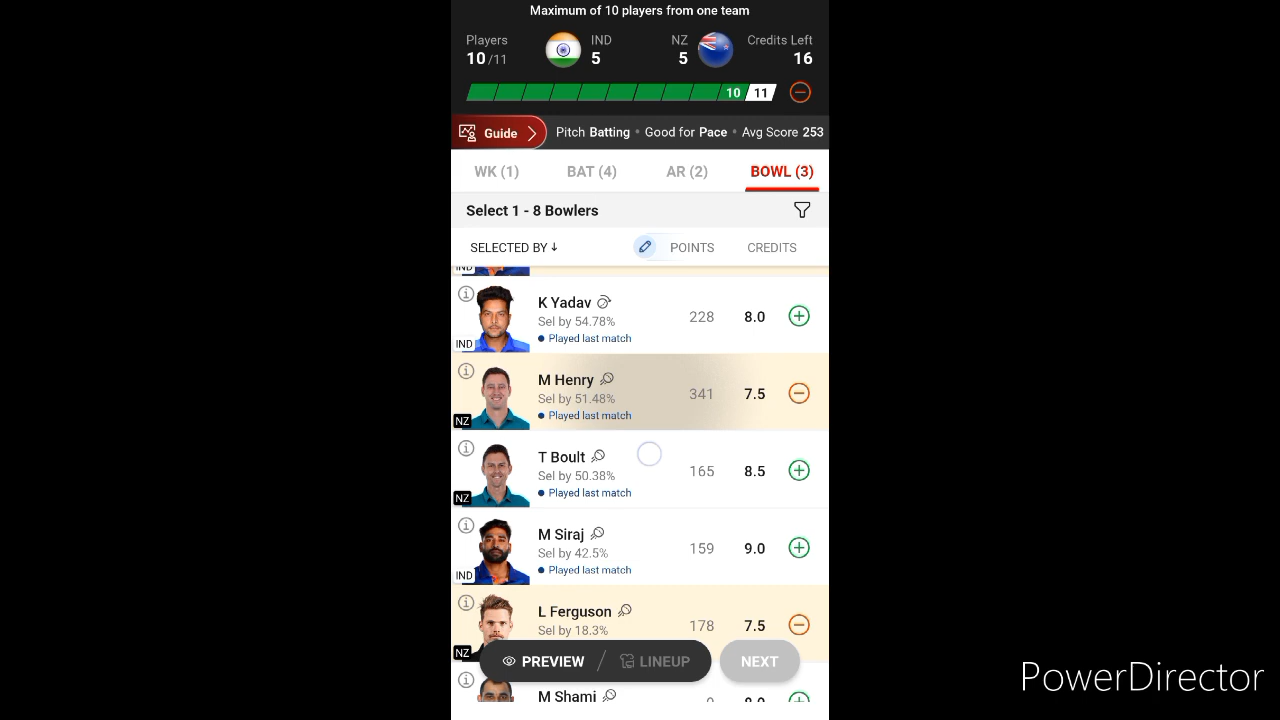 Maximum of 10 players from one team
Players IND NZ Credits Left
10/11 5 5 16
10 11
Guide Pitch Batting • Good for Pace • Avg Score 253
WK (1) BAT (4) AR (2) BOWL (3)
Select 1 - 8 Bowlers
SELECTED BY ↓ POINTS CREDITS
IND
K Yadav
Sel by 54.78% 228 8.0
Played last match
IND
M Henry
Sel by 51.48% 341 7.5
Played last match
NZ
T Boult
Sel by 50.38% 165 8.5
Played last match
NZ
M Siraj
Sel by 42.5% 159 9.0
Played last match
IND
L Ferguson
Sel by 18.3% 178 7.5
NZ
PREVIEW / LINEUP NEXT
M Shami
PowerDirector